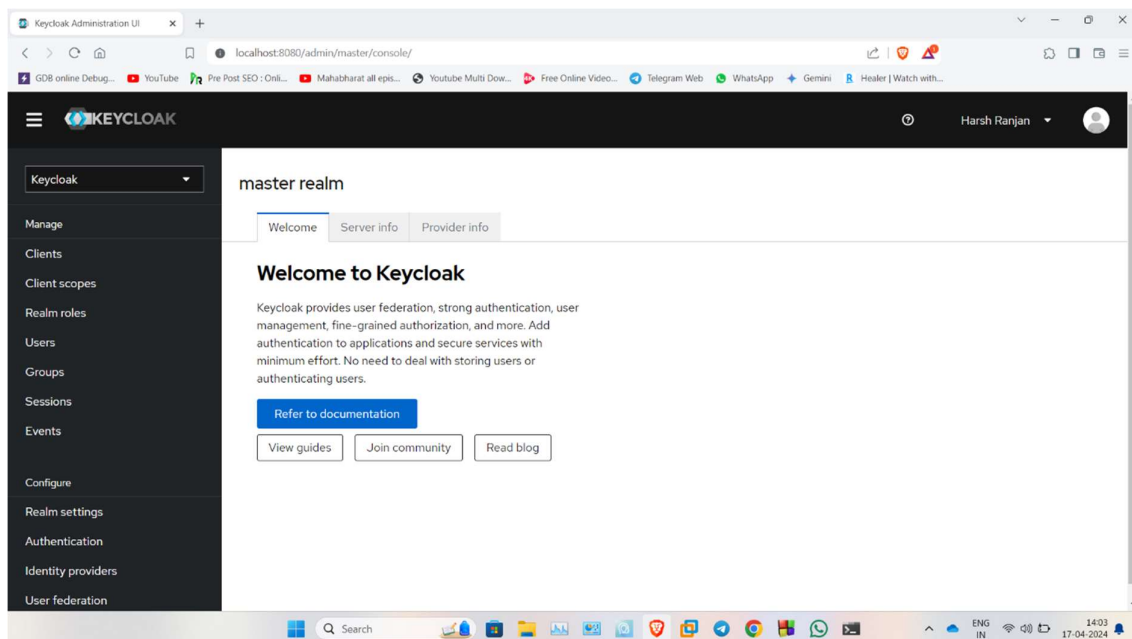 Keycloak Administration UI
localhost:8080/admin/master/console/
GDB online Debug... YouTube Pre Post SEO : Onli... Mahabharat all epis... Youtube Multi Dow... Free Online Video... Telegram Web WhatsApp Gemini Healer | Watch with...
KEYCLOAK
Harsh Ranjan
Keycloak
Manage
Clients
Client scopes
Realm roles
Users
Groups
Sessions
Events
Configure
Realm settings
Authentication
Identity providers
User federation
master realm
Welcome Server info Provider info
Welcome to Keycloak
Keycloak provides user federation, strong authentication, user
management, fine-grained authorization, and more. Add
authentication to applications and secure services with
minimum effort. No need to deal with storing users or
authenticating users.
Refer to documentation
View guides Join community Read blog
Search
ENG
IN
14:03
17-04-2024